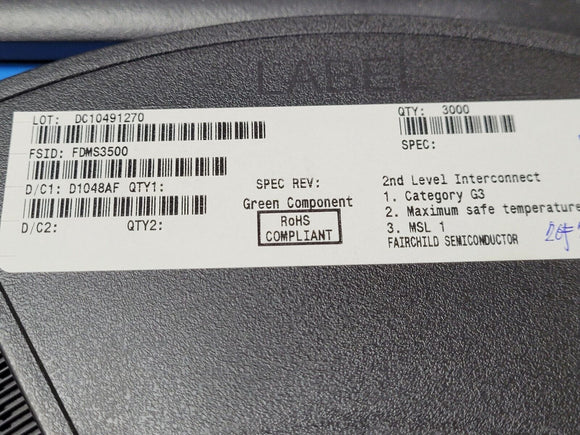 LABEL
LOT: DC10491270
QTY: 3000
FSID: FDMS3500
SPEC:
D/C1: D1048AF QTY1:
SPEC REV:
2nd Level Interconnect
Green Component
1. Category G3
D/C2: QTY2:
RoHS
COMPLIANT
2. Maximum safe temperature
3. MSL 1
FAIRCHILD SEMICONDUCTOR